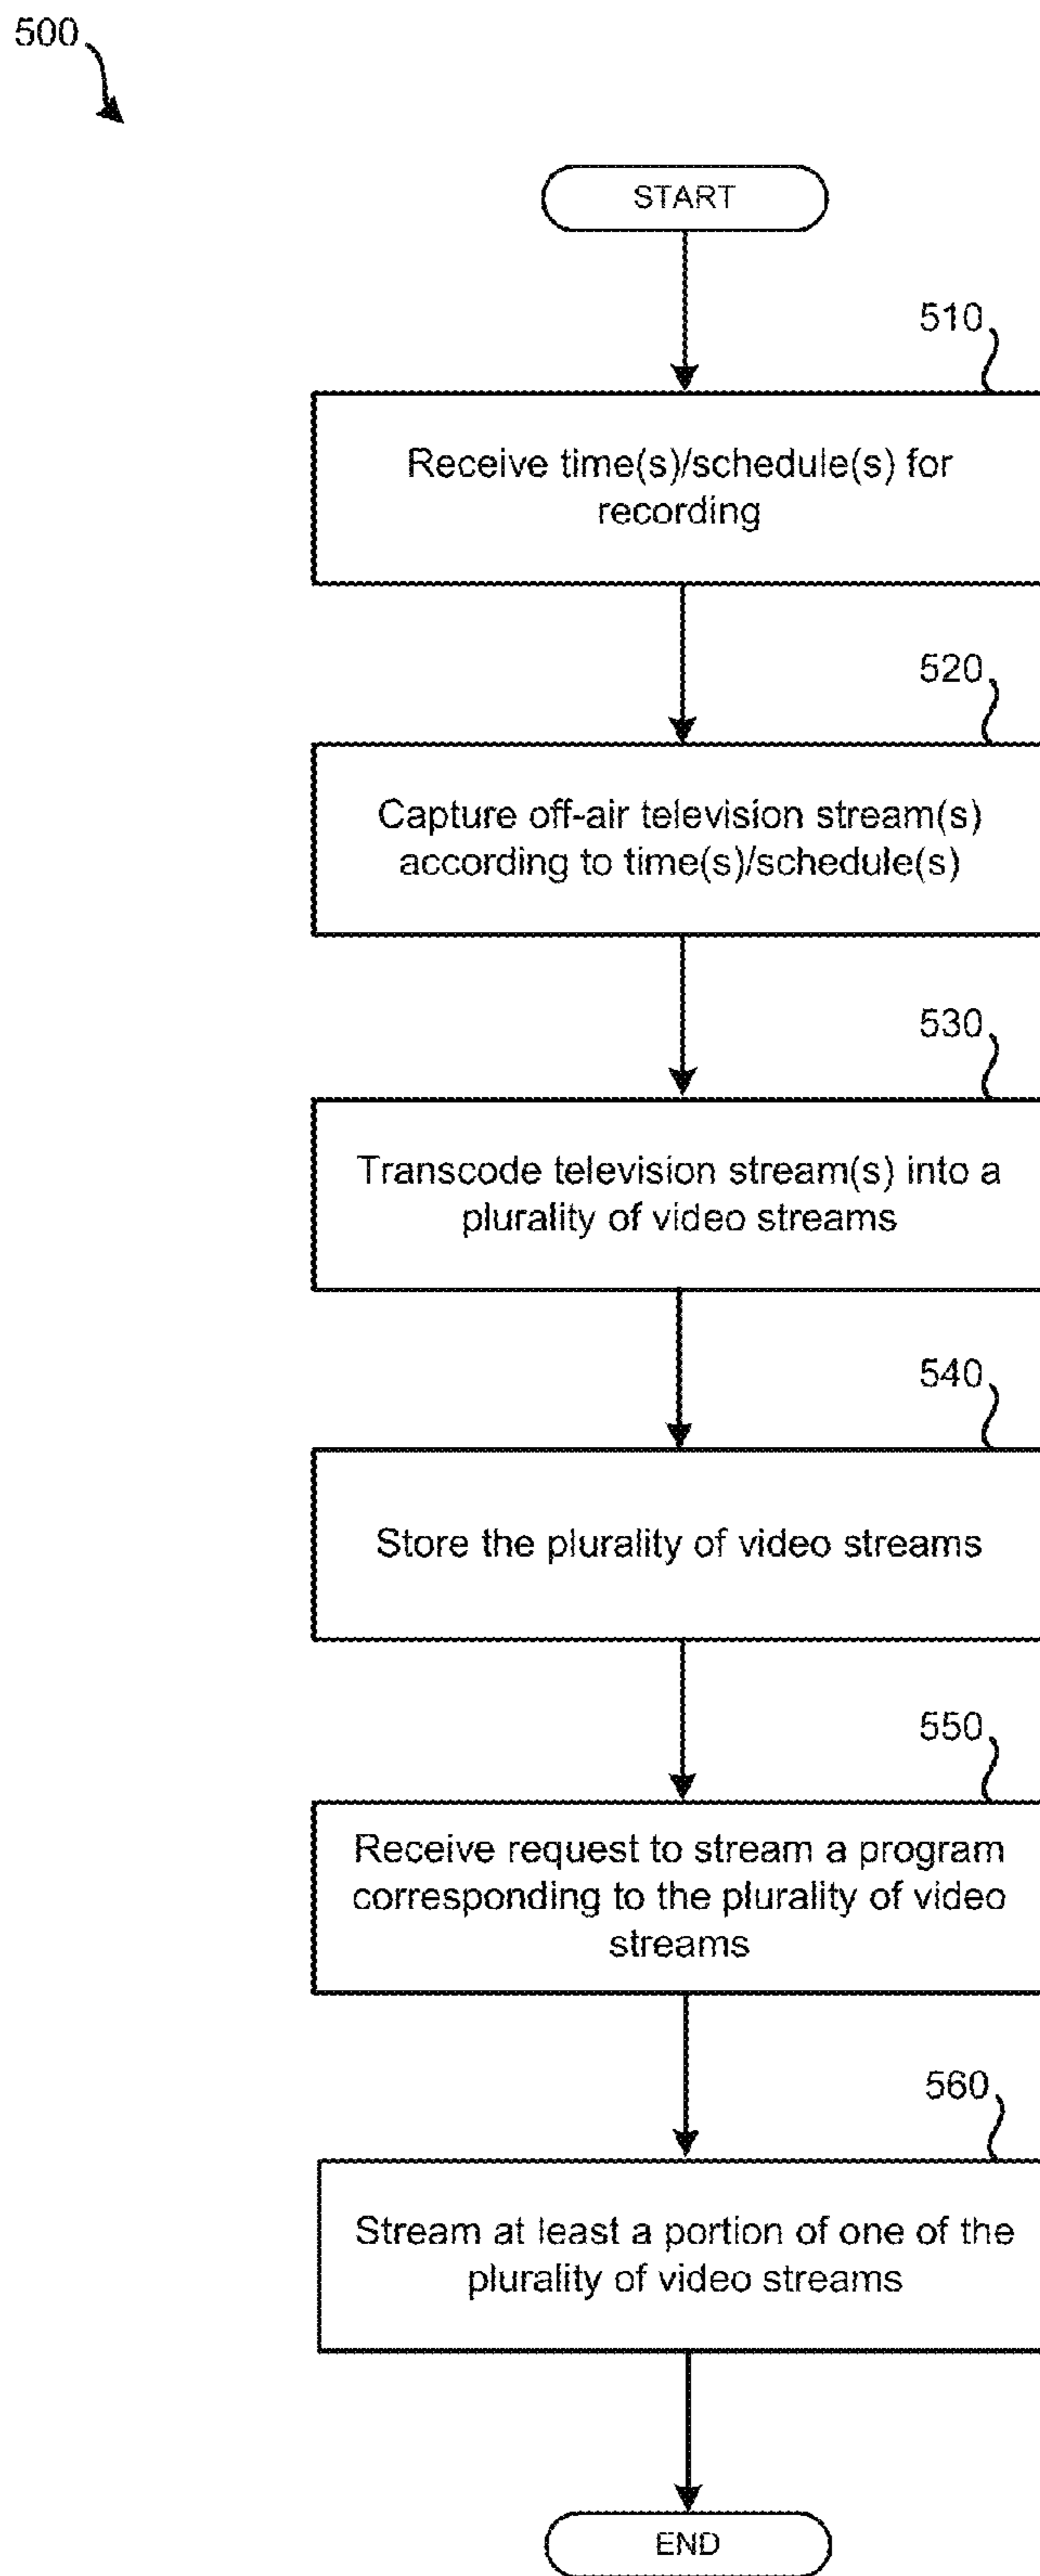 500
START
510
Receive time(s)/schedule(s) for
recording
520
Capture off-air television stream(s)
according to time(s)/schedule(s)
530
Transcode television stream(s) into a
plurality of video streams
540
Store the plurality of video streams
550
Receive request to stream a program
corresponding to the plurality of video
streams
560
Stream at least a portion of one of the
plurality of video streams
END